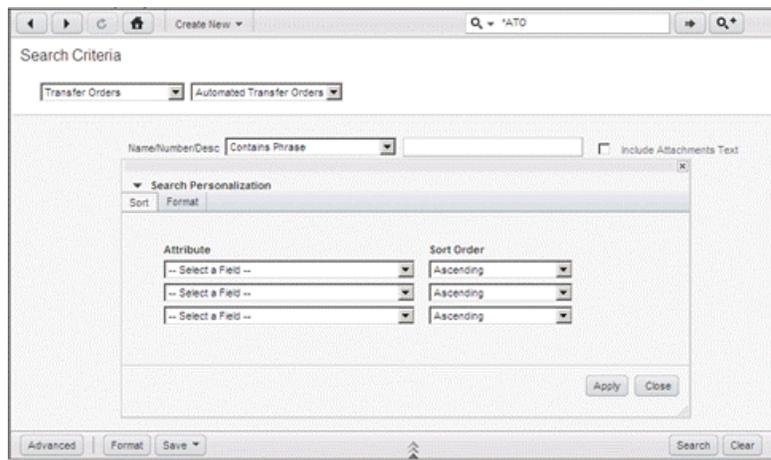 Create New
*ATO
Search Criteria
Transfer Orders Automated Transfer Orders
Name/Number/Desc Contains Phrase Include Attachments Text
Search Personalization
Sort Format
Attribute Sort Order
-- Select a Field -- Ascending
-- Select a Field -- Ascending
-- Select a Field -- Ascending
Apply Close
Advanced Format Save Search Clear